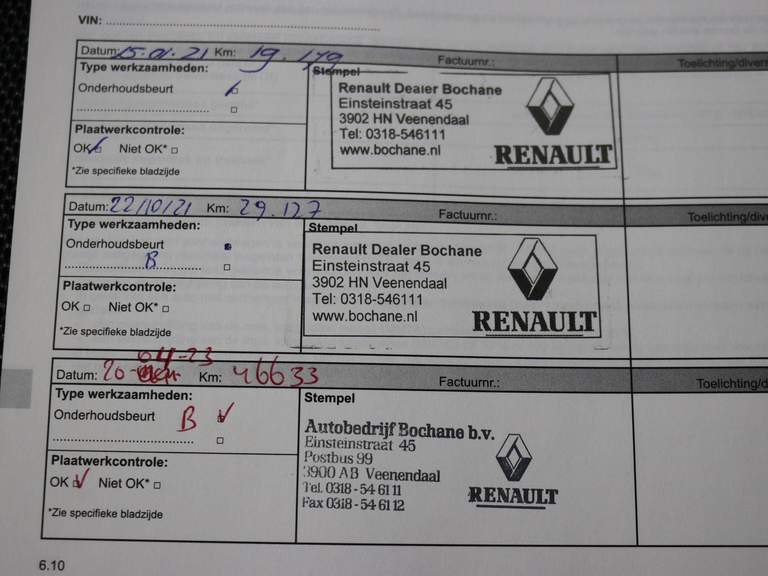 VIN:
Datum: 15.01.21 Km: 19.179 Factuurnr.: Toelichting/divers
Type werkzaamheden: Stempel
Onderhoudsbeurt
Renault Dealer Bochane
Einsteinstraat 45
3902 HN Veenendaal
Tel: 0318-546111
www.bochane.nl
RENAULT
Plaatwerkcontrole:
OK Niet OK*
*Zie specifieke bladzijde
Datum: 22/10/21 Km: 29.127 Factuurnr.: Toelichting/dive
Type werkzaamheden: Stempel
Onderhoudsbeurt
B
Renault Dealer Bochane
Einsteinstraat 45
3902 HN Veenendaal
Tel: 0318-546111
www.bochane.nl
RENAULT
Plaatwerkcontrole:
OK Niet OK*
*Zie specifieke bladzijde
Datum: 20-04-23 Km: 46633 Factuurnr.: Toelichting/d
Type werkzaamheden: Stempel
Onderhoudsbeurt B
Autobedrijf Bochane b.v.
Einsteinstraat 45
Postbus 99
3900 AB Veenendaal
Tel. 0318-546111
Fax 0318-546112
RENAULT
Plaatwerkcontrole:
OK Niet OK*
*Zie specifieke bladzijde
6.10